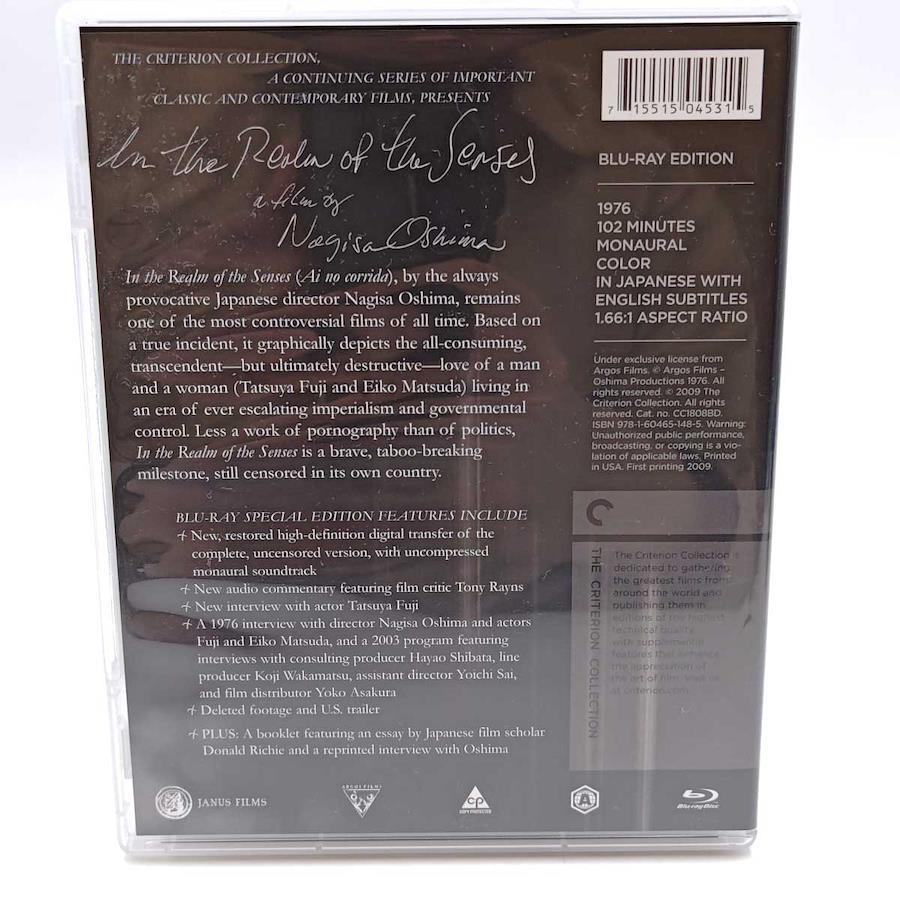 THE CRITERION COLLECTION,
A CONTINUING SERIES OF IMPORTANT
CLASSIC AND CONTEMPORARY FILMS, PRESENTS
In the Realm of the Senses
a film by
Nagisa Oshima
In the Realm of the Senses (Ai no corrida), by the always
provocative Japanese director Nagisa Oshima, remains
one of the most controversial films of all time. Based on
a true incident, it graphically depicts the all-consuming,
transcendent—but ultimately destructive—love of a man
and a woman (Tatsuya Fuji and Eiko Matsuda) living in
an era of ever escalating imperialism and governmental
control. Less a work of pornography than of politics,
In the Realm of the Senses is a brave, taboo-breaking
milestone, still censored in its own country.
BLU-RAY SPECIAL EDITION FEATURES INCLUDE
+ New, restored high-definition digital transfer of the
complete, uncensored version, with uncompressed
monaural soundtrack
+ New audio commentary featuring film critic Tony Rayns
+ New interview with actor Tatsuya Fuji
+ A 1976 interview with director Nagisa Oshima and actors
Fuji and Eiko Matsuda, and a 2003 program featuring
interviews with consulting producer Hayao Shibata, line
producer Koji Wakamatsu, assistant director Yoichi Sai,
and film distributor Yoko Asakura
+ Deleted footage and U.S. trailer
+ PLUS: A booklet featuring an essay by Japanese film scholar
Donald Richie and a reprinted interview with Oshima
7 15515 04531 5
BLU-RAY EDITION
1976
102 MINUTES
MONAURAL
COLOR
IN JAPANESE WITH
ENGLISH SUBTITLES
1.66:1 ASPECT RATIO
Under exclusive license from
Argos Films. © Argos Films –
Oshima Productions 1976. All
rights reserved. © 2009 The
Criterion Collection. All rights
reserved. Cat. no. CC1808BD.
ISBN 978-1-60465-148-5. Warning:
Unauthorized public performance,
broadcasting, or copying is a vio-
lation of applicable laws. Printed
in USA. First printing 2009.
THE CRITERION COLLECTION
The Criterion Collection is
dedicated to gathering
the greatest films from
around the world and
publishing them in
editions of the highest
technical quality,
with supplemental
features that enhance
the appreciation of
the art of film. Visit us
at criterion.com.
JANUS FILMS
ARGOS FILMS
CP
COPY PROTECTED
A
Blu-ray Disc